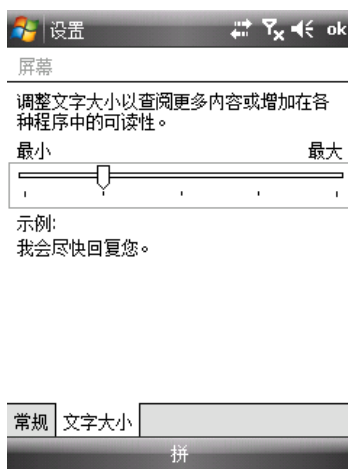 设置 ok
屏幕
调整文字大小以查阅更多内容或增加在各
种程序中的可读性。
最小 最大
示例:
我会尽快回复您。
常规 文字大小
拼